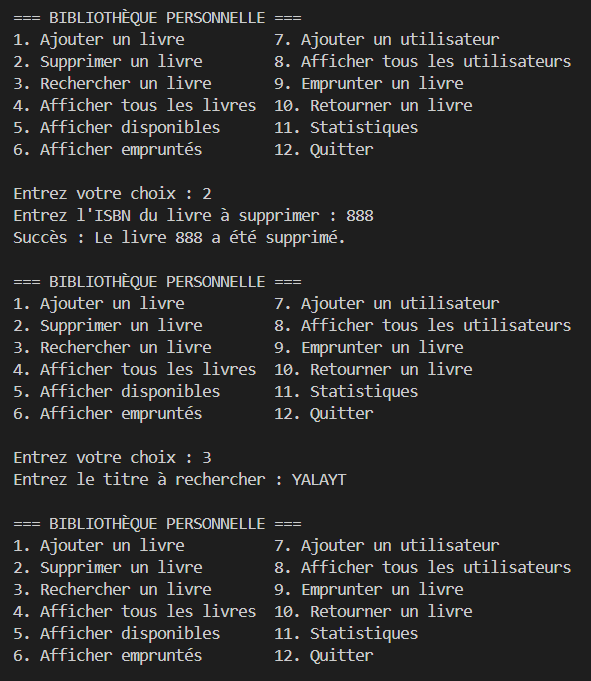 === BIBLIOTHÈQUE PERSONNELLE ===
1. Ajouter un livre          7. Ajouter un utilisateur
2. Supprimer un livre        8. Afficher tous les utilisateurs
3. Rechercher un livre       9. Emprunter un livre
4. Afficher tous les livres  10. Retourner un livre
5. Afficher disponibles      11. Statistiques
6. Afficher empruntés        12. Quitter

Entrez votre choix : 2
Entrez l'ISBN du livre à supprimer : 888
Succès : Le livre 888 a été supprimé.

=== BIBLIOTHÈQUE PERSONNELLE ===
1. Ajouter un livre          7. Ajouter un utilisateur
2. Supprimer un livre        8. Afficher tous les utilisateurs
3. Rechercher un livre       9. Emprunter un livre
4. Afficher tous les livres  10. Retourner un livre
5. Afficher disponibles      11. Statistiques
6. Afficher empruntés        12. Quitter

Entrez votre choix : 3
Entrez le titre à rechercher : YALAYT

=== BIBLIOTHÈQUE PERSONNELLE ===
1. Ajouter un livre          7. Ajouter un utilisateur
2. Supprimer un livre        8. Afficher tous les utilisateurs
3. Rechercher un livre       9. Emprunter un livre
4. Afficher tous les livres  10. Retourner un livre
5. Afficher disponibles      11. Statistiques
6. Afficher empruntés        12. Quitter